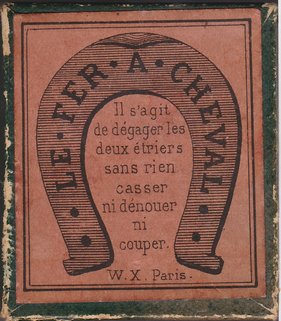 LE · FER · A · CHEVAL ·
Il s'agit
de dégager les
deux étriers
sans rien
casser
ni dénouer
ni
couper.
W. X. Paris.